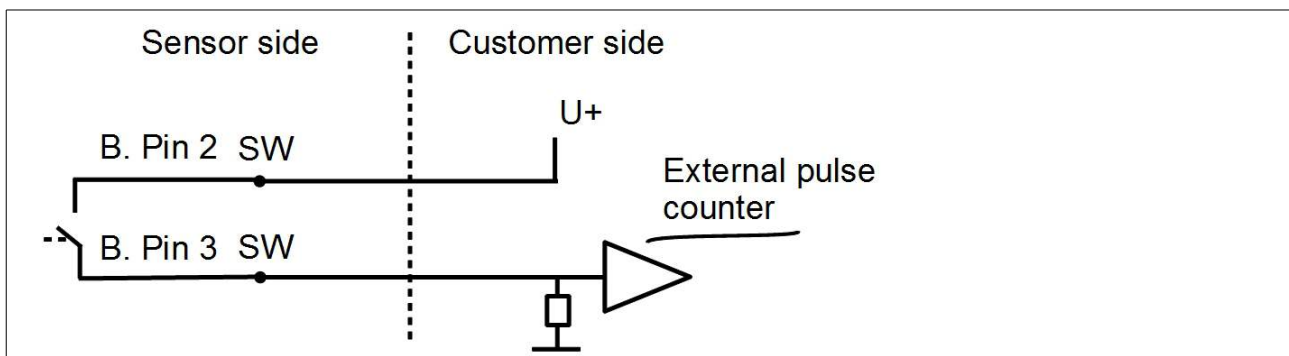 Sensor side
Customer side
U+
B. Pin 2 SW
External pulse
counter
B. Pin 3 SW